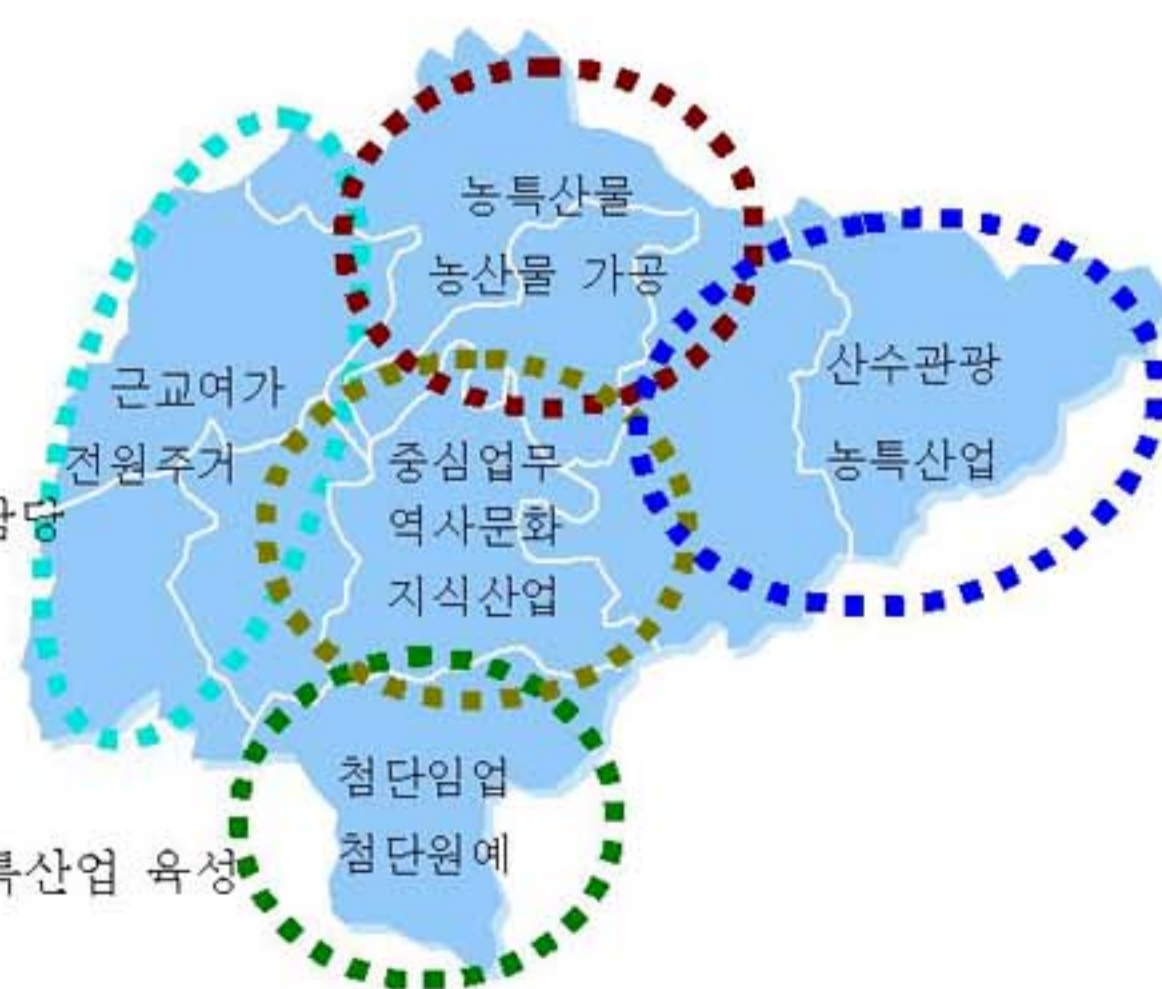 농특산물
농산물 가공
근교여가
전원주거
산수관광
농특산업
중심업무
역사문화
지식산업
첨단임업
첨단원예
육성